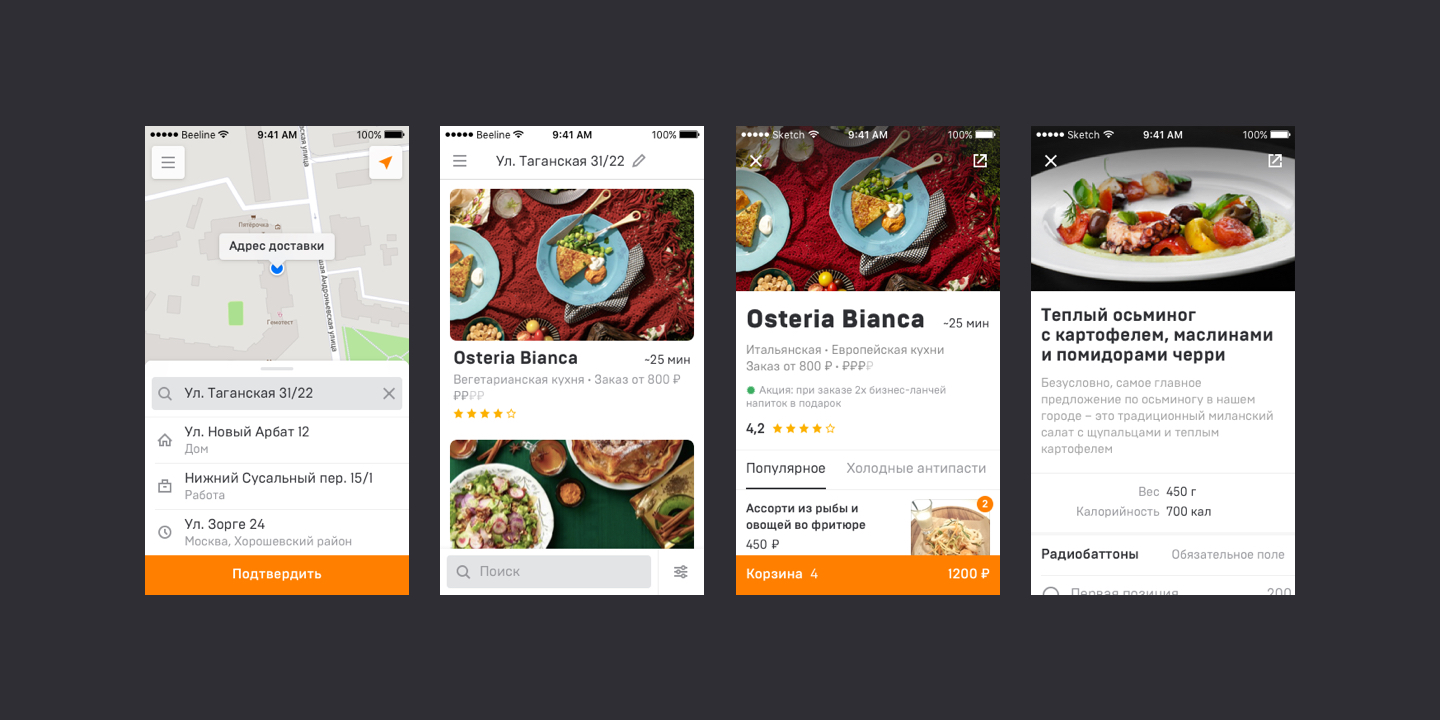 Beeline
9:41 AM
100%
ская улица
Пятёрочка
Адрес доставки
шая Андроньевская улица
Гемотест
Ул. Таганская 31/22
Ул. Новый Арбат 12
Дом
Нижний Сусальный пер. 15/1
Работа
Ул. Зорге 24
Москва, Хорошевский район
Подтвердить
Beeline
9:41 AM
100%
Ул. Таганская 31/22
Osteria Bianca
~25 мин
Вегетарианская кухня • Заказ от 800 ₽
₽₽₽₽
Поиск
Sketch
9:41 AM
100%
Osteria Bianca
~25 мин
Итальянская • Европейская кухни
Заказ от 800 ₽ • ₽₽₽₽
Акция: при заказе 2х бизнес-ланчей
напиток в подарок
4,2
Популярное
Холодные антипасти
Ассорти из рыбы и
овощей во фритюре
450 ₽
2
Корзина 4
1200 ₽
Sketch
9:41 AM
100%
Теплый осьминог
с картофелем, маслинами
и помидорами черри
Безусловно, самое главное
предложение по осьминогу в нашем
городе – это традиционный миланский
салат с щупальцами и теплым
картофелем
Вес 450 г
Калорийность 700 кал
Радиобаттоны
Обязательное поле
Первая позиция
200